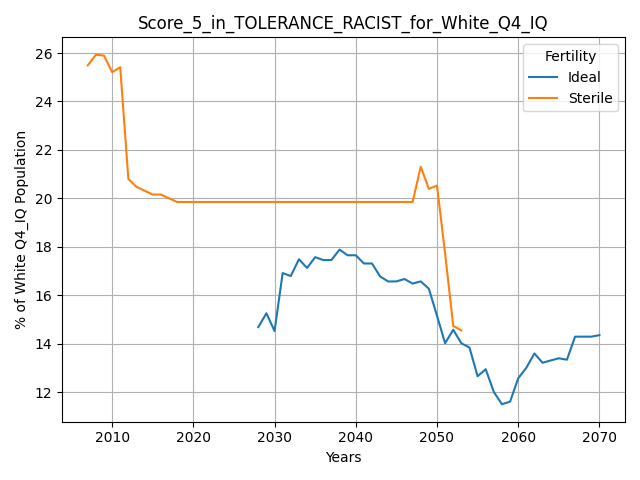 Score_5_in_TOLERANCE_RACIST_for_White_Q4_IQ
% of White Q4_IQ Population
26
24
22
20
18
16
14
12
Fertility
Ideal
Sterile
2010 2020 2030 2040 2050 2060 2070
Years